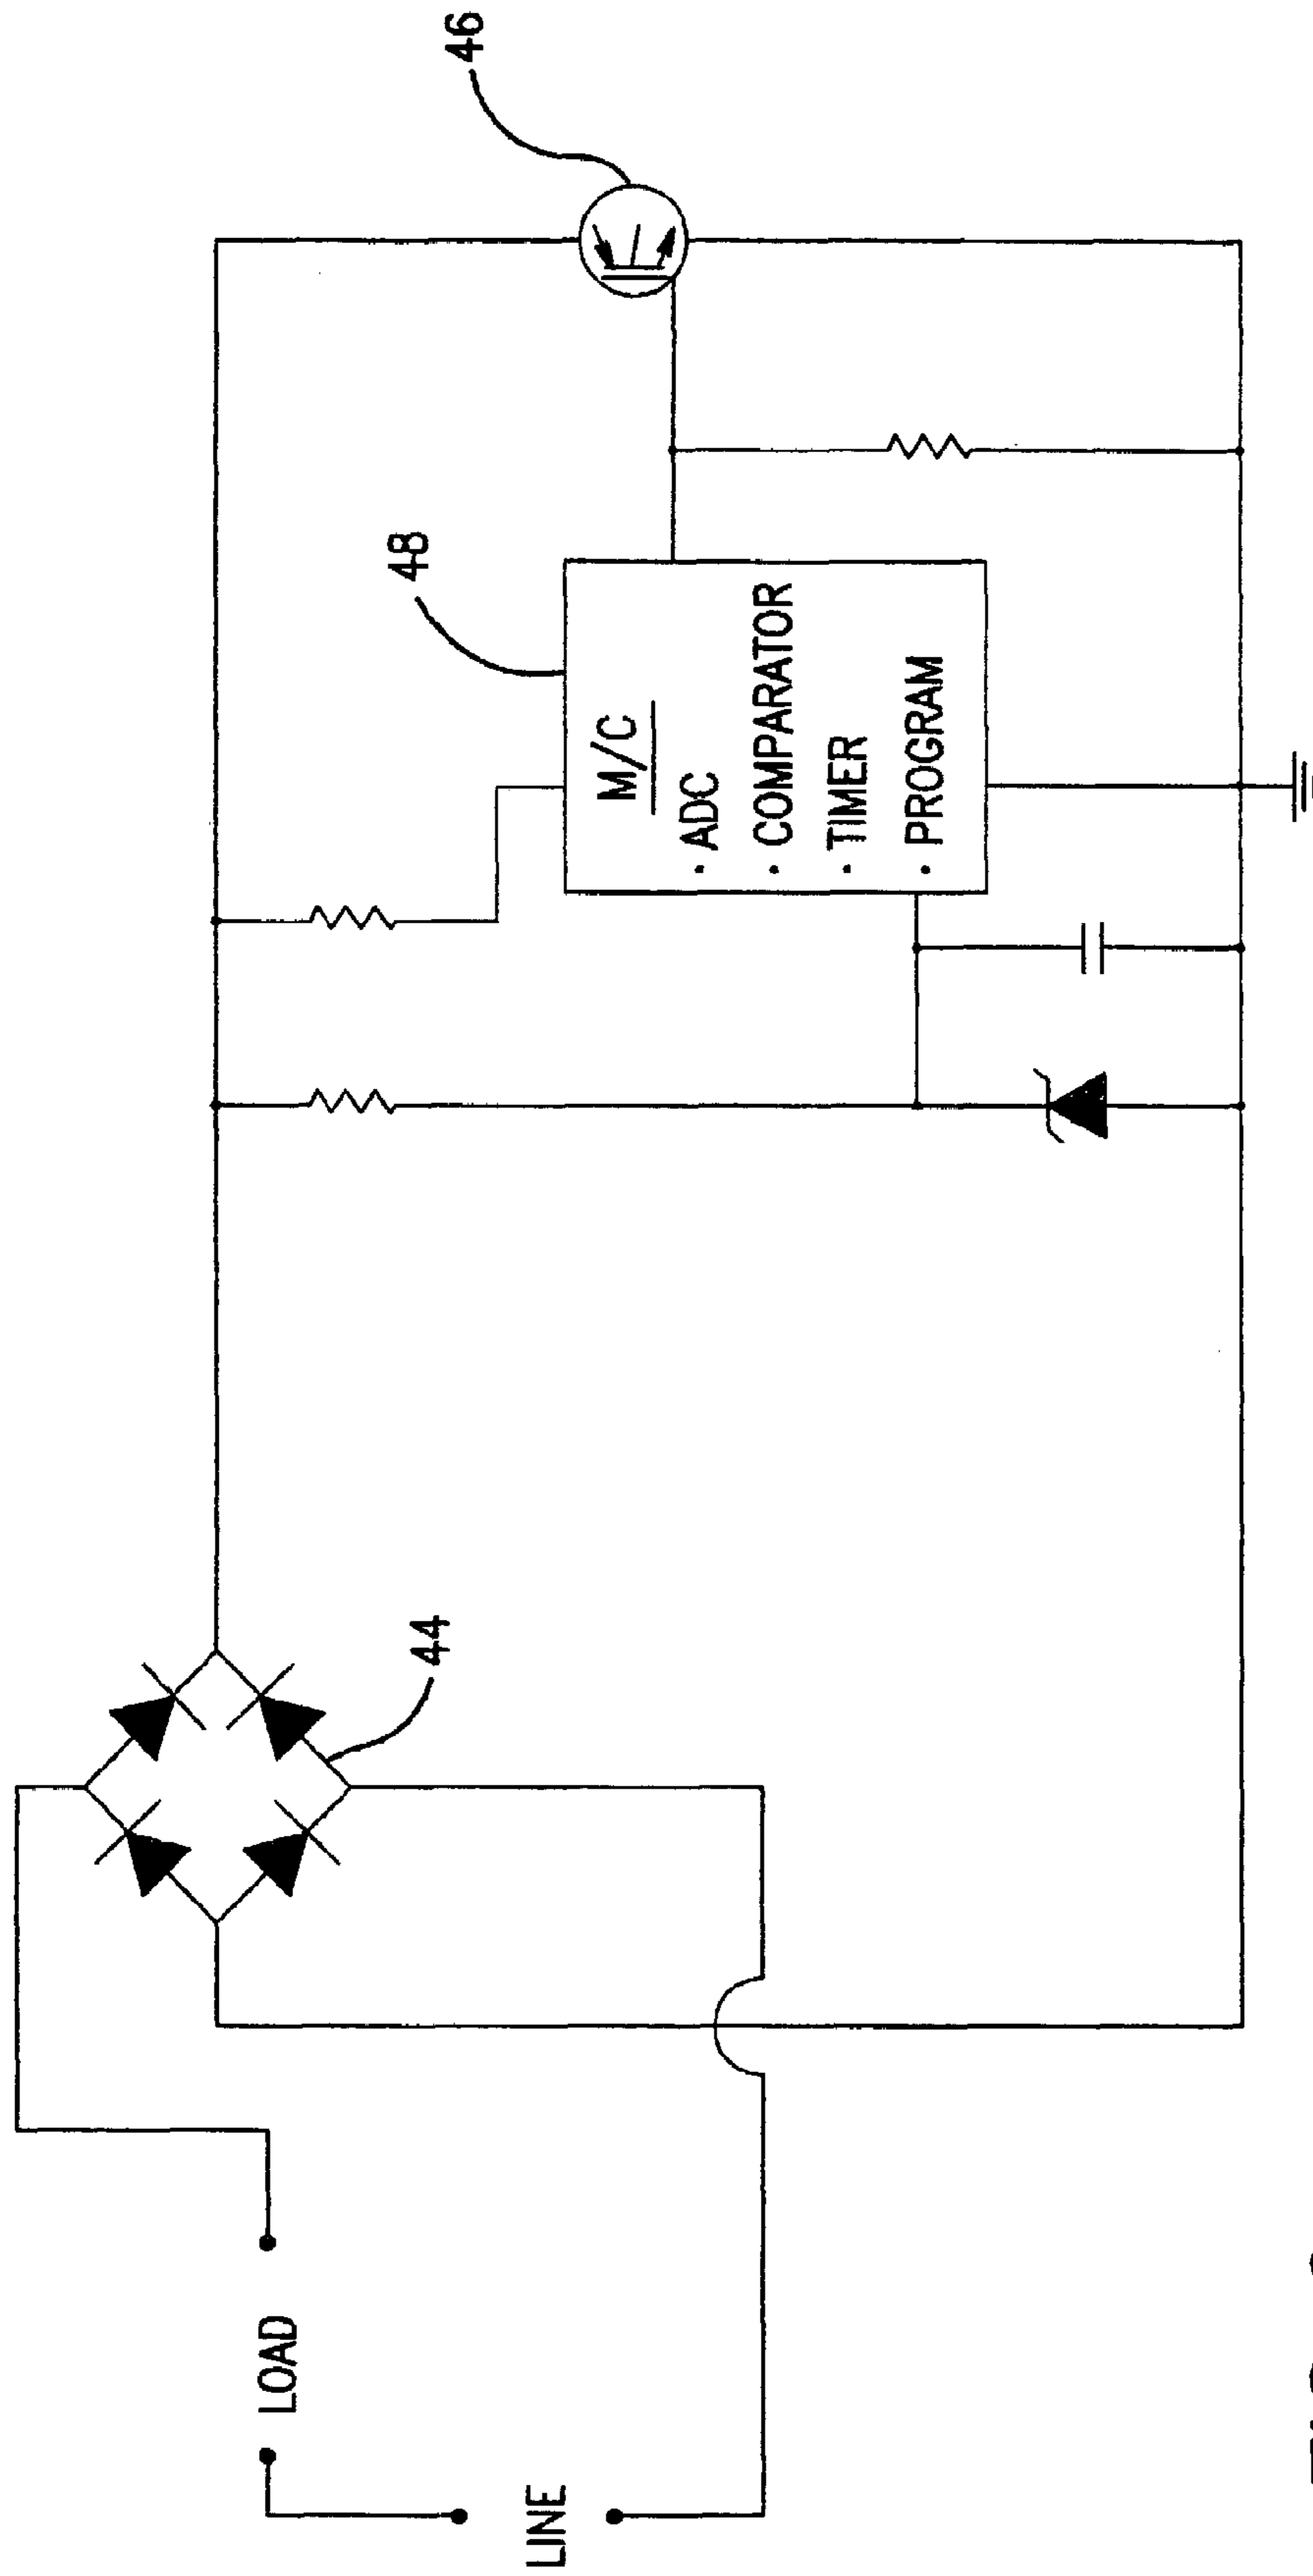 46
48
M/C
· ADC
· COMPARATOR
· TIMER
· PROGRAM
44
LOAD
LINE